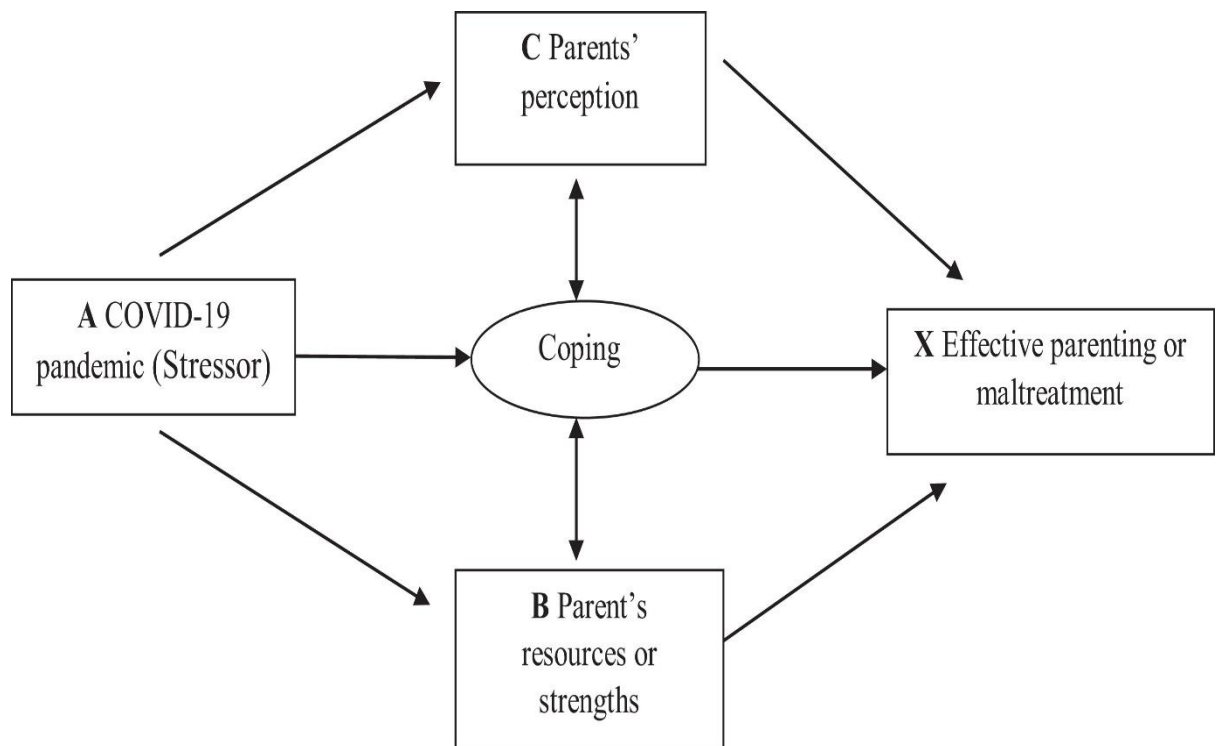 C Parents’
perception
A COVID-19
pandemic (Stressor)
Coping
X Effective parenting or
maltreatment
B Parent’s
resources or
strengths